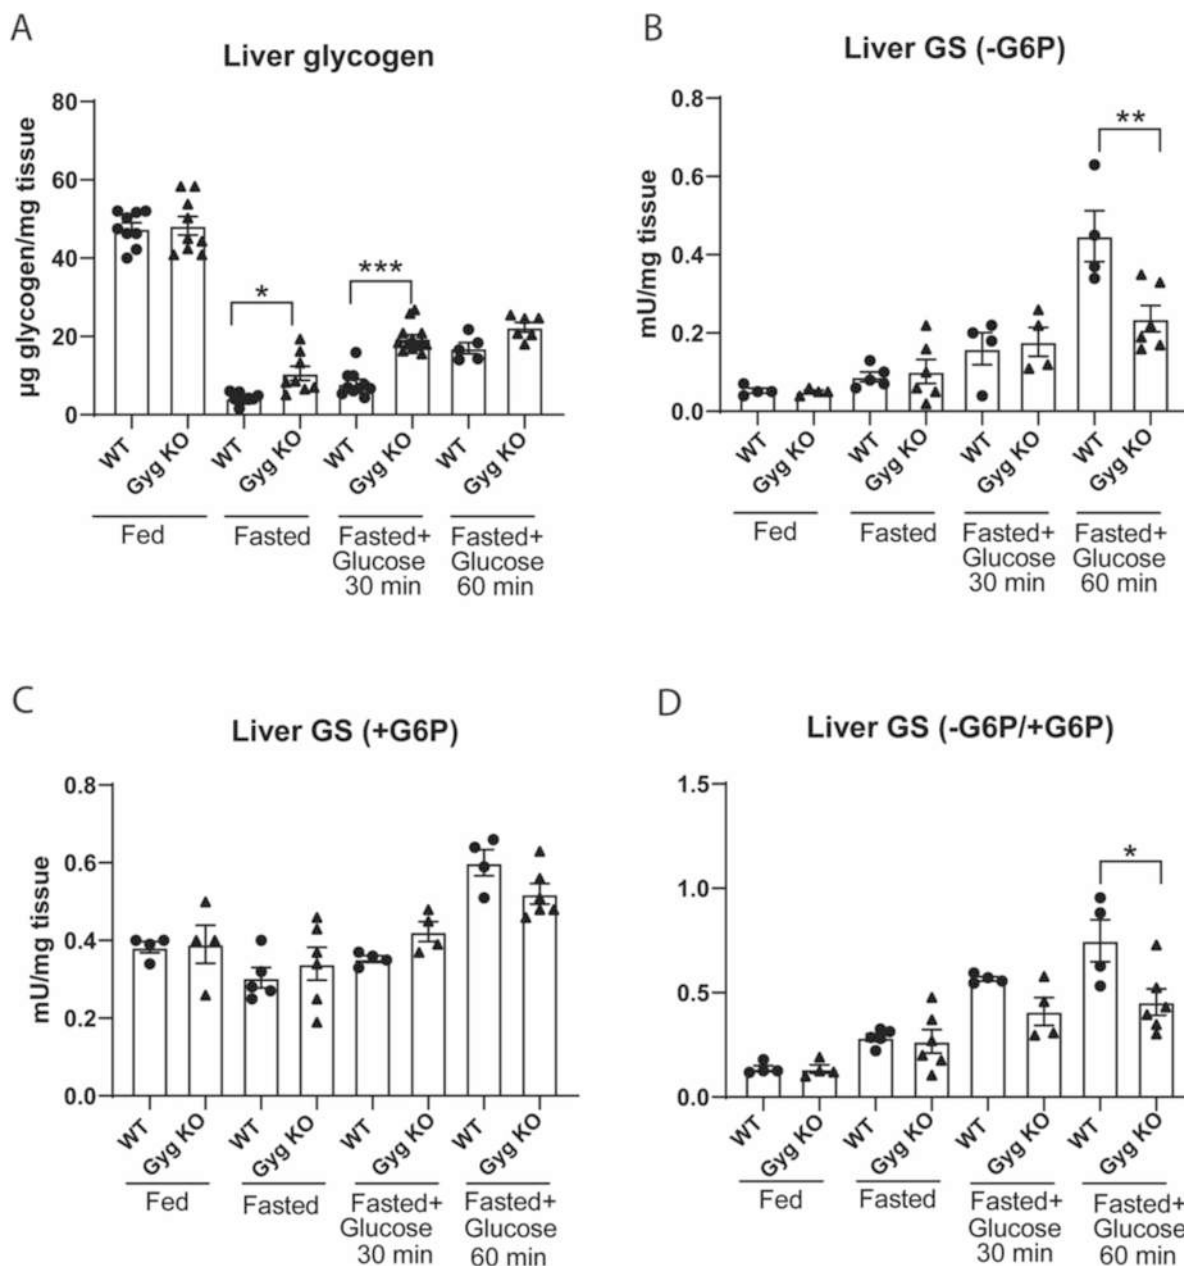 A
Liver glycogen
µg glycogen/mg tissue
80
60
40
20
0
*
***
WT
Gyg KO
WT
Gyg KO
WT
Gyg KO
WT
Gyg KO
Fed
Fasted
Fasted+
Glucose
30 min
Fasted+
Glucose
60 min
B
Liver GS (-G6P)
mU/mg tissue
0.8
0.6
0.4
0.2
0.0
**
WT
Gyg KO
WT
Gyg KO
WT
Gyg KO
WT
Gyg KO
Fed
Fasted
Fasted+
Glucose
30 min
Fasted+
Glucose
60 min
C
Liver GS (+G6P)
mU/mg tissue
0.8
0.6
0.4
0.2
0.0
WT
Gyg KO
WT
Gyg KO
WT
Gyg KO
WT
Gyg KO
Fed
Fasted
Fasted+
Glucose
30 min
Fasted+
Glucose
60 min
D
Liver GS (-G6P/+G6P)
1.5
1.0
0.5
0.0
*
WT
Gyg KO
WT
Gyg KO
WT
Gyg KO
WT
Gyg KO
Fed
Fasted
Fasted+
Glucose
30 min
Fasted+
Glucose
60 min